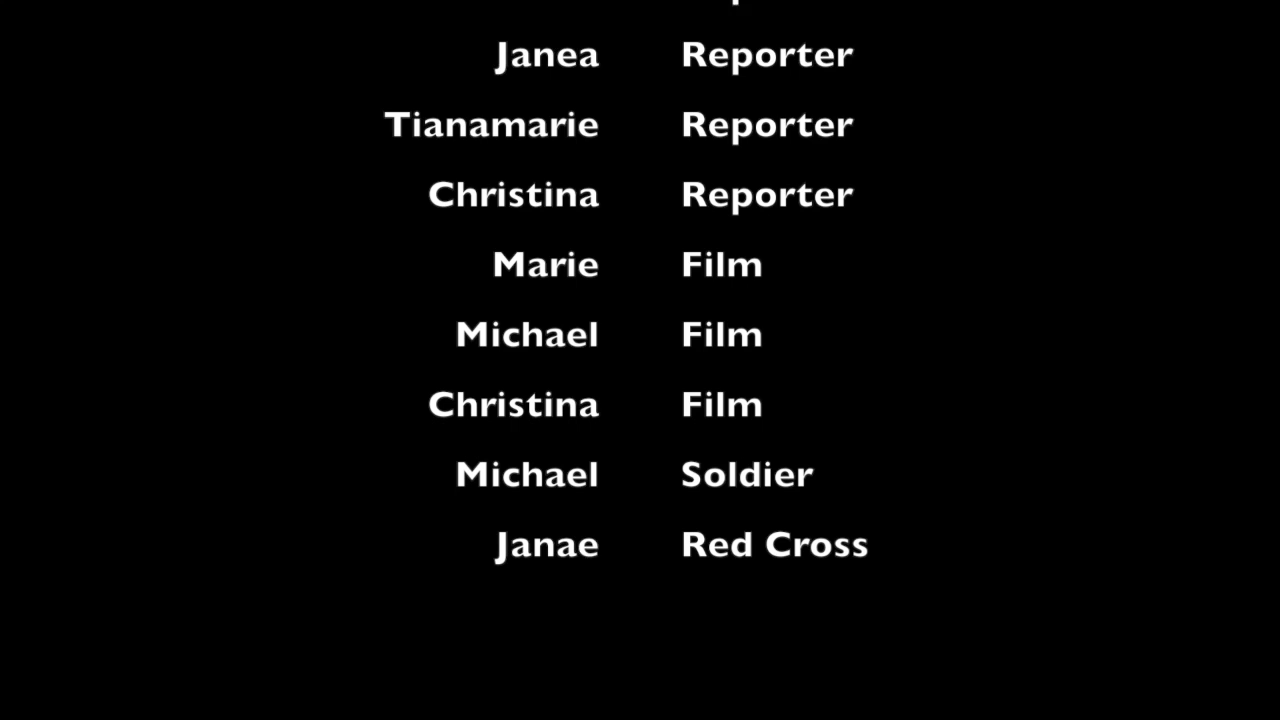 Janea Reporter
Tianamarie Reporter
Christina Reporter
Marie Film
Michael Film
Christina Film
Michael Soldier
Janae Red Cross